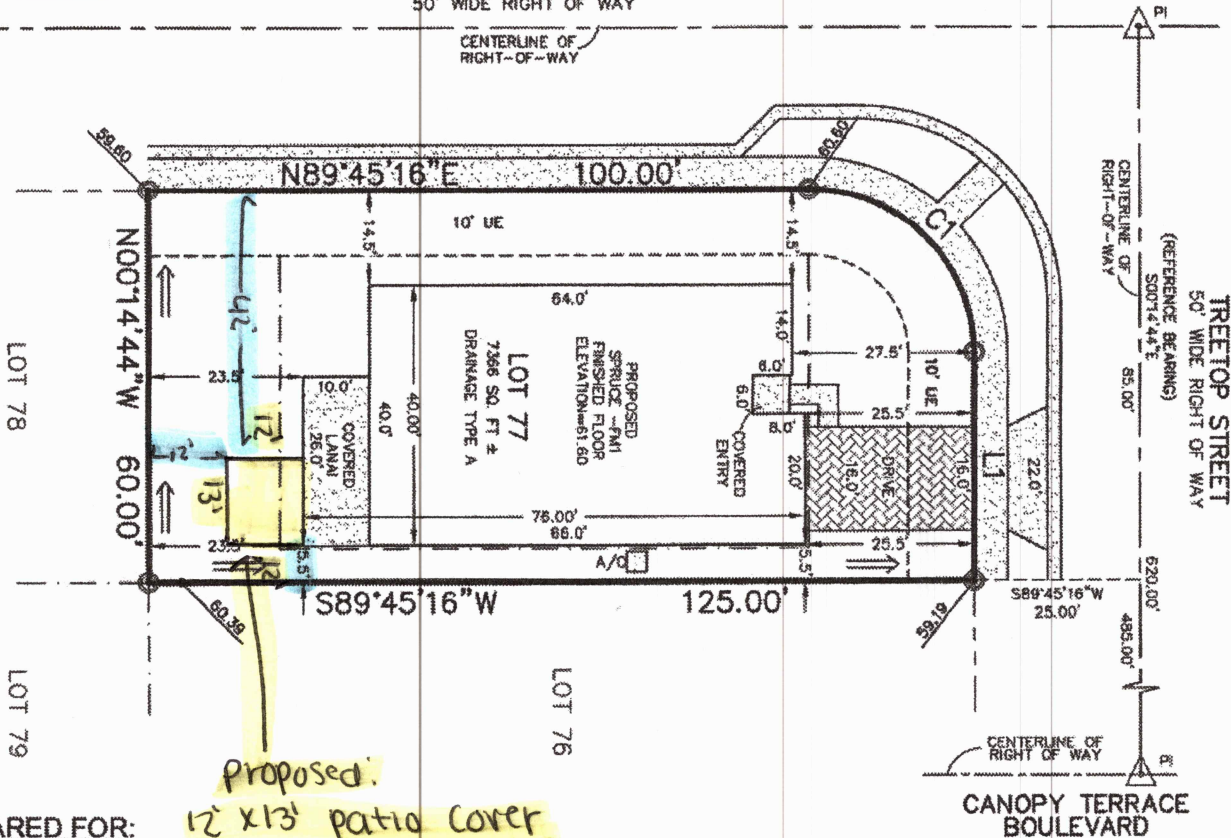 50' WIDE RIGHT OF WAY
CENTERLINE OF
RIGHT-OF-WAY
PI
59.60
60.60
N89°45'16"E 100.00'
10' UE
14.5'
14.5'
C1
CENTERLINE OF
RIGHT-OF-WAY
(REFERENCE BEARING)
S00°14'44"E
85.00'
TREETOP STREET
50' WIDE RIGHT OF WAY
N00°14'44"W 60.00'
42'
64.0'
14.0'
27.5'
10' UE
23.5'
10.0'
40.0'
40.00'
LOT 77
7366 SQ. FT ±
DRAINAGE TYPE A
PROPOSED
SPRUCE -FM1
FINISHED FLOOR
ELEVATION=61.60
6.0'
6.0'
25.5'
12'
COVERED
LANAI
26.0'
8.0'
COVERED
ENTRY
20.0'
DRIVE
16.0'
16.0'
L1
22.0'
LOT 78
12'
13'
76.00'
66.0'
23.5'
5.5'
A/C
5.5'
25.5'
S89°45'16"W 125.00'
60.39
59.19
S89°45'16"W
25.00'
620.00'
485.00'
LOT 79
LOT 76
CENTERLINE OF
RIGHT OF WAY
PI
Proposed:
12' x13' patio cover
ARED FOR:
CANOPY TERRACE
BOULEVARD